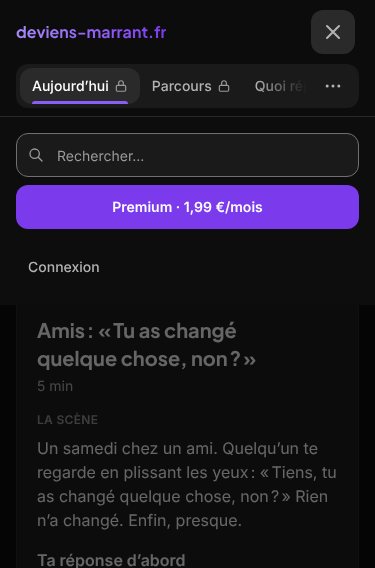 deviens-marrant.fr
Aujourd’hui Parcours Quoi ré
Rechercher...
Premium · 1,99 €/mois
Connexion
Amis : « Tu as changé
quelque chose, non ? »
5 min
LA SCÈNE
Un samedi chez un ami. Quelqu’un te
regarde en plissant les yeux : « Tiens, tu
as changé quelque chose, non ? » Rien
n’a changé. Enfin, presque.
Ta réponse d’abord